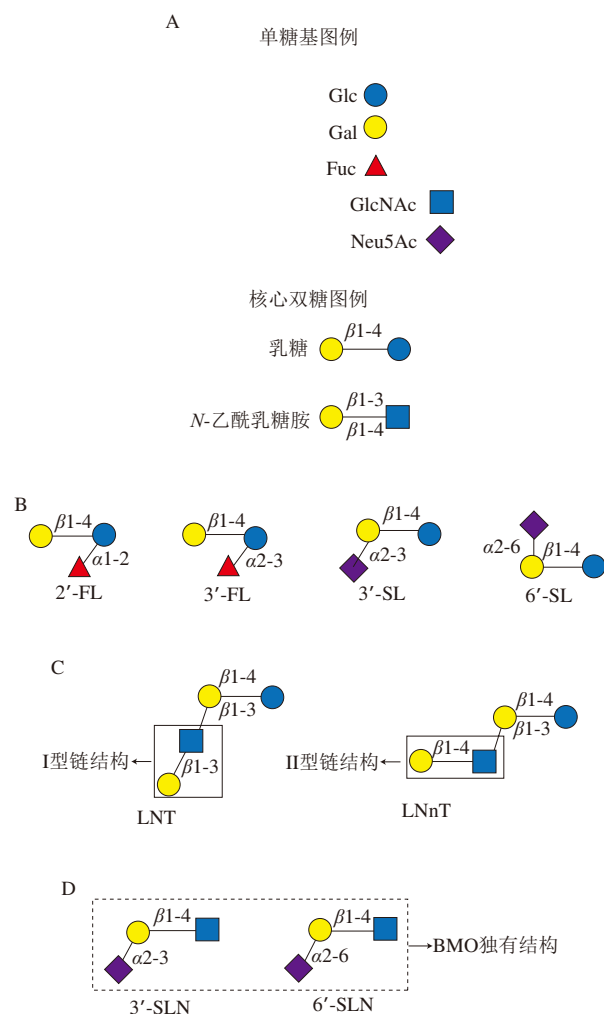 A
单糖基图例
Glc
Gal
Fuc
GlcNAc
Neu5Ac
核心双糖图例
乳糖
β1-4
N-乙酰乳糖胺
β1-3
β1-4
B
β1-4
α1-2
2′-FL
β1-4
α2-3
3′-FL
β1-4
α2-3
3′-SL
α2-6
β1-4
6′-SL
C
β1-4
β1-3
β1-3
I型链结构
LNT
β1-4
β1-3
β1-4
II型链结构
LNnT
D
β1-4
α2-3
3′-SLN
β1-4
α2-6
6′-SLN
BMO独有结构